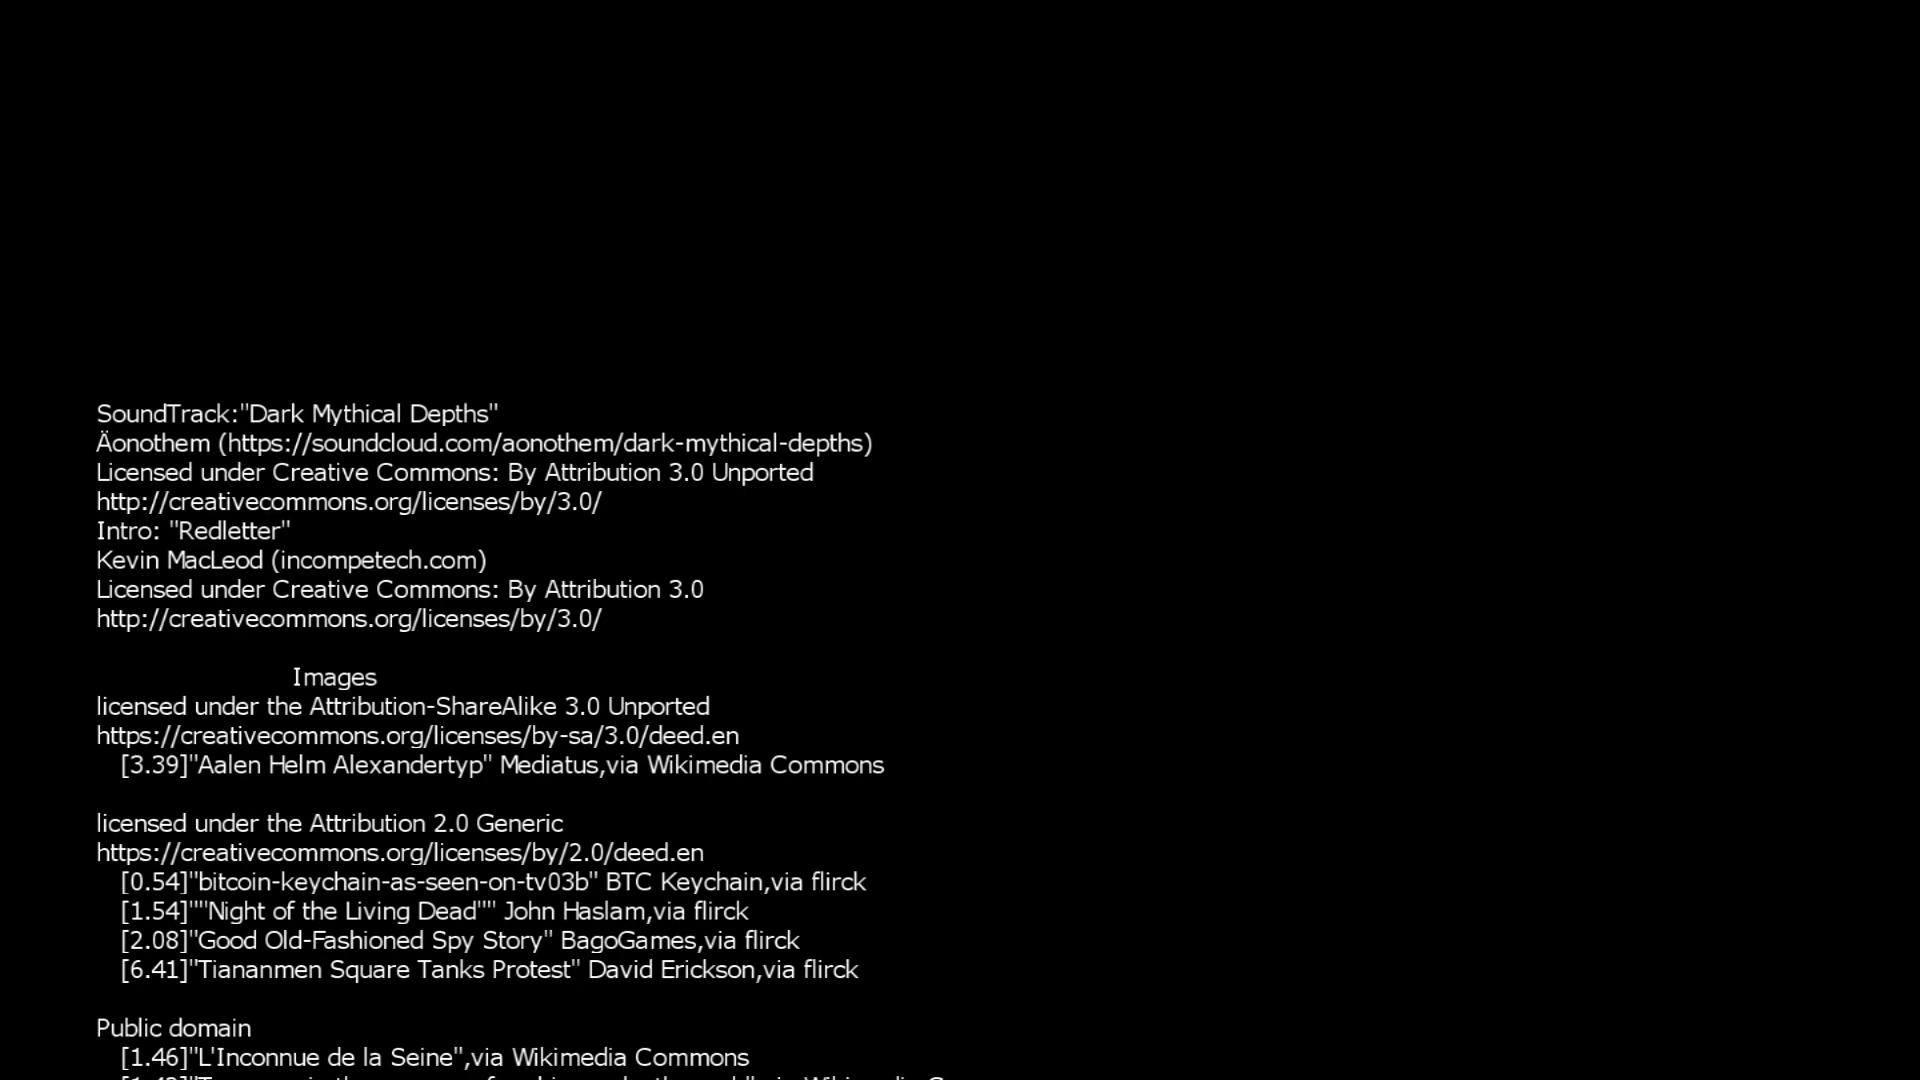 SoundTrack:"Dark Mythical Depths"
Äonothem (https://soundcloud.com/aonothem/dark-mythical-depths)
Licensed under Creative Commons: By Attribution 3.0 Unported
http://creativecommons.org/licenses/by/3.0/
Intro: "Redletter"
Kevin MacLeod (incompetech.com)
Licensed under Creative Commons: By Attribution 3.0
http://creativecommons.org/licenses/by/3.0/
Images
licensed under the Attribution-ShareAlike 3.0 Unported
https://creativecommons.org/licenses/by-sa/3.0/deed.en
[3.39]"Aalen Helm Alexandertyp" Mediatus,via Wikimedia Commons
licensed under the Attribution 2.0 Generic
https://creativecommons.org/licenses/by/2.0/deed.en
[0.54]"bitcoin-keychain-as-seen-on-tv03b" BTC Keychain,via flirck
[1.54]""Night of the Living Dead"" John Haslam,via flirck
[2.08]"Good Old-Fashioned Spy Story" BagoGames,via flirck
[6.41]"Tiananmen Square Tanks Protest" David Erickson,via flirck
Public domain
[1.46]"L'Inconnue de la Seine",via Wikimedia Commons